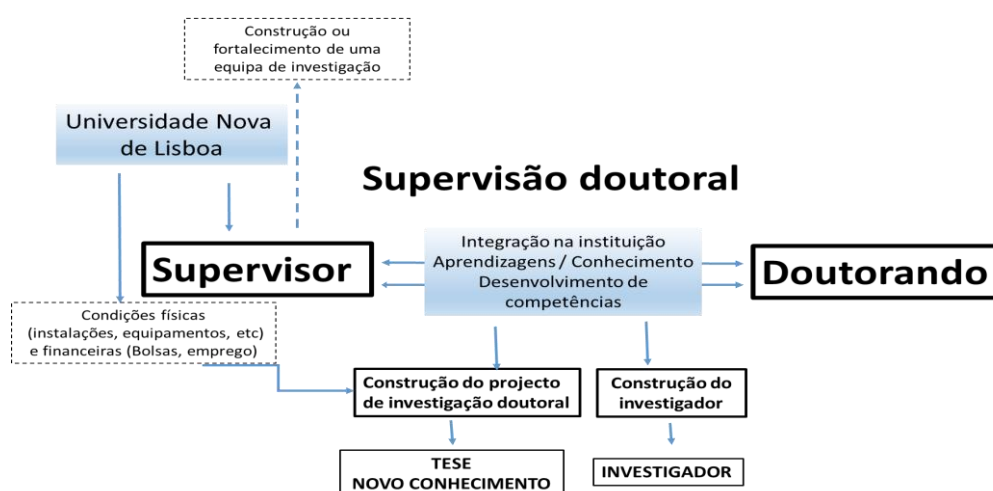 Construção ou
fortalecimento de uma
equipa de investigação
Universidade Nova
de Lisboa
Supervisão doutoral
Supervisor
Integração na instituição
Aprendizagens / Conhecimento
Desenvolvimento de
competências
Doutorando
Condições físicas
(instalações, equipamentos, etc)
e financeiras (Bolsas, emprego)
Construção do projecto
de investigação doutoral
Construção do
investigador
TESE
NOVO CONHECIMENTO
INVESTIGADOR